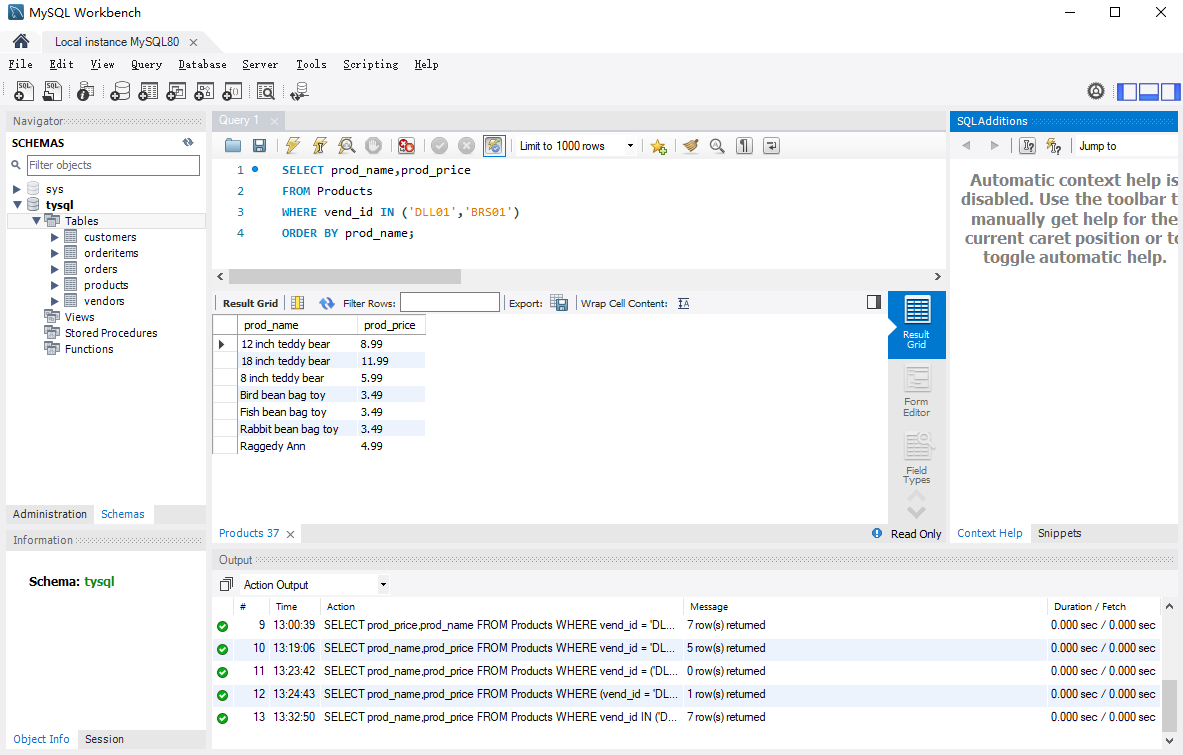 MySQL Workbench
Local instance MySQL80
File Edit View Query Database Server Tools Scripting Help
Navigator
SCHEMAS
Filter objects
sys
tysql
Tables
customers
orderitems
orders
products
vendors
Views
Stored Procedures
Functions
Administration Schemas
Information
Schema: tysql
Object Info Session
Query 1
Limit to 1000 rows
1 SELECT prod_name,prod_price
2 FROM Products
3 WHERE vend_id IN ('DLL01','BRS01')
4 ORDER BY prod_name;
Result Grid Filter Rows: Export: Wrap Cell Content:
prod_name prod_price
12 inch teddy bear 8.99
18 inch teddy bear 11.99
8 inch teddy bear 5.99
Bird bean bag toy 3.49
Fish bean bag toy 3.49
Rabbit bean bag toy 3.49
Raggedy Ann 4.99
Result
Grid
Form
Editor
Field
Types
Products 37 Read Only
SQLAdditions
Jump to
Automatic context help is
disabled. Use the toolbar t
manually get help for the
current caret position or to
toggle automatic help.
Context Help Snippets
Output
Action Output
# Time Action Message Duration / Fetch
9 13:00:39 SELECT prod_price,prod_name FROM Products WHERE vend_id = 'DL... 7 row(s) returned 0.000 sec / 0.000 sec
10 13:19:06 SELECT prod_name,prod_price FROM Products WHERE vend_id = 'DL... 5 row(s) returned 0.000 sec / 0.000 sec
11 13:23:42 SELECT prod_name,prod_price FROM Products WHERE vend_id = ('DL... 0 row(s) returned 0.000 sec / 0.000 sec
12 13:24:43 SELECT prod_name,prod_price FROM Products WHERE (vend_id = 'DL... 1 row(s) returned 0.000 sec / 0.000 sec
13 13:32:50 SELECT prod_name,prod_price FROM Products WHERE vend_id IN ('D... 7 row(s) returned 0.000 sec / 0.000 sec